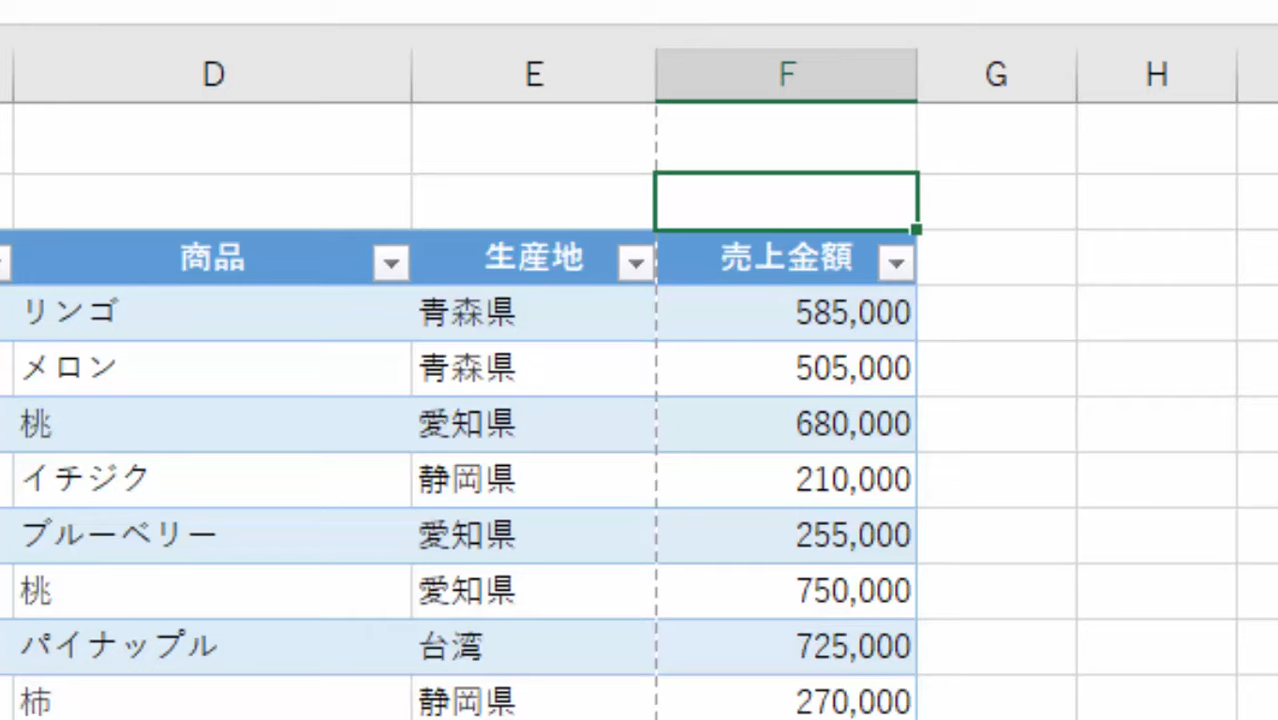 D E F G H
商品 生産地 売上金額
リンゴ 青森県 585,000
メロン 青森県 505,000
桃 愛知県 680,000
イチジク 静岡県 210,000
ブルーベリー 愛知県 255,000
桃 愛知県 750,000
パイナップル 台湾 725,000
柿 静岡県 270,000